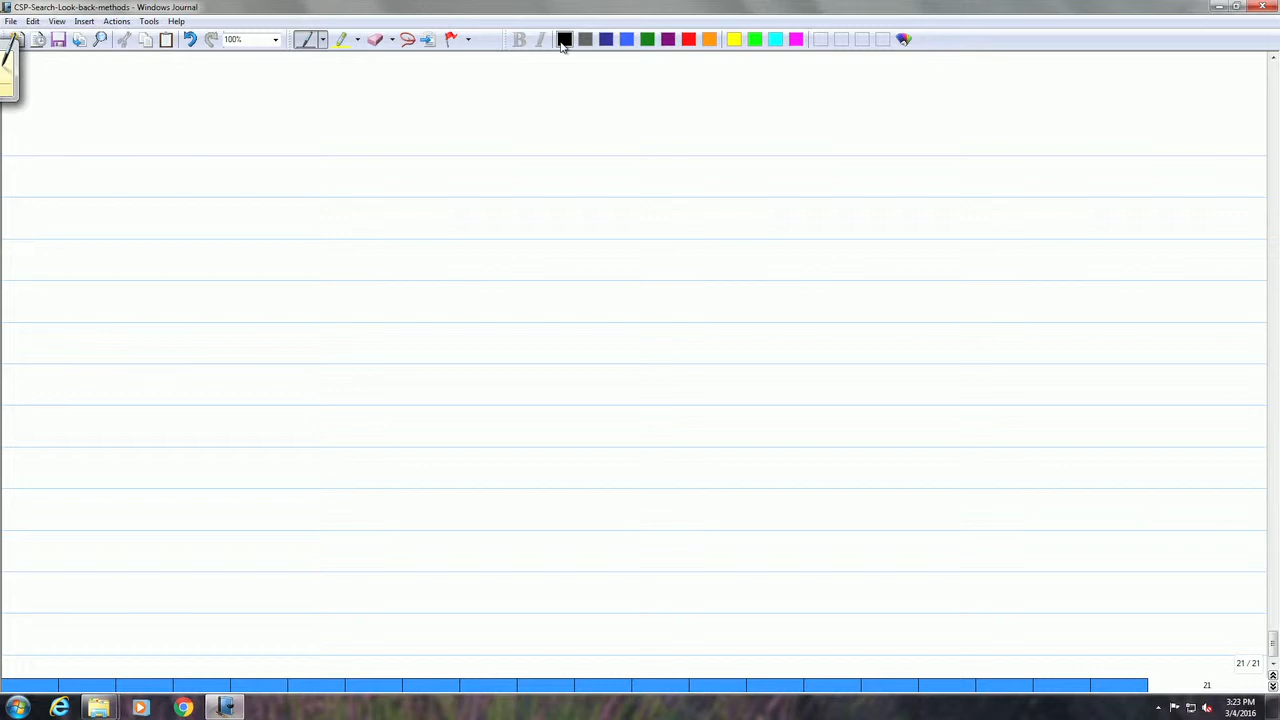 CSP-Search-Look-back-methods - Windows Journal
File Edit View Insert Actions Tools Help
100%
B I
21 / 21
21
3:23 PM
3/4/2016